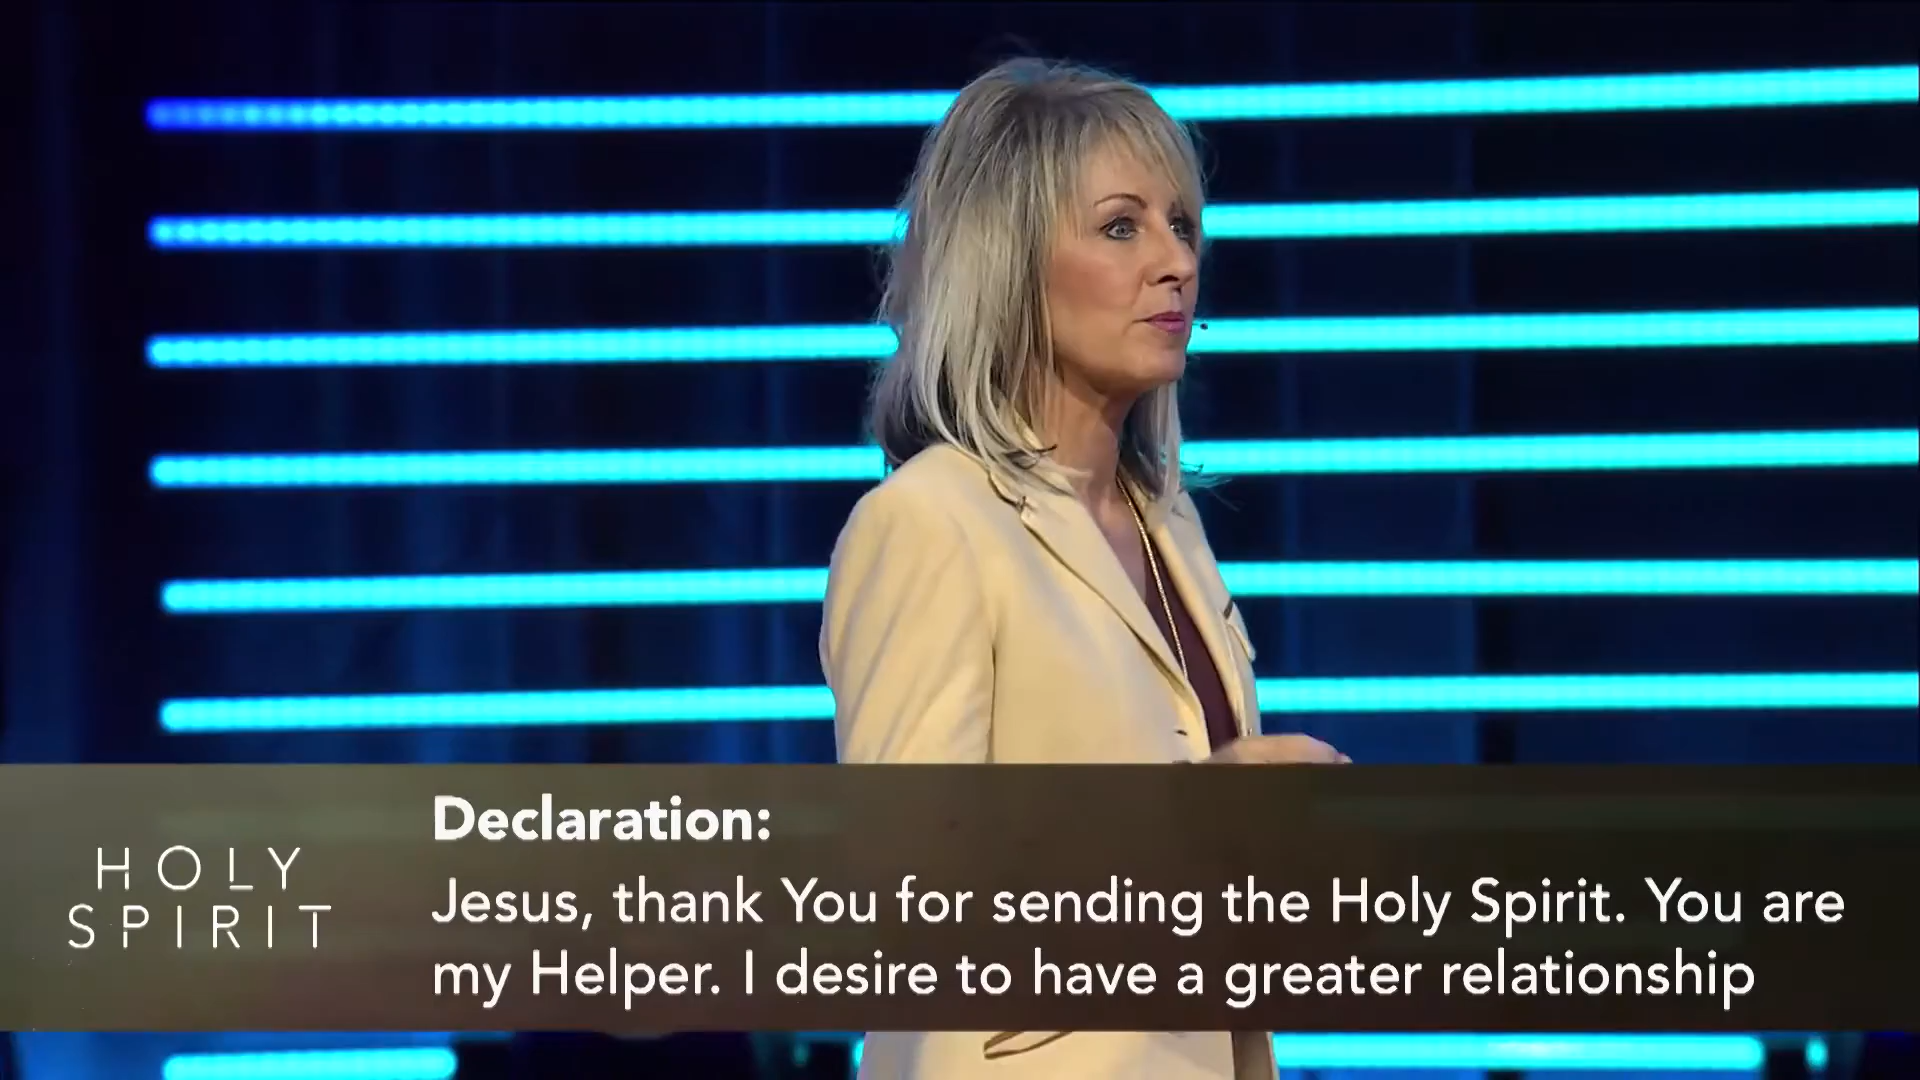 HOLY
SPIRIT
Declaration:
Jesus, thank You for sending the Holy Spirit. You are
my Helper. I desire to have a greater relationship